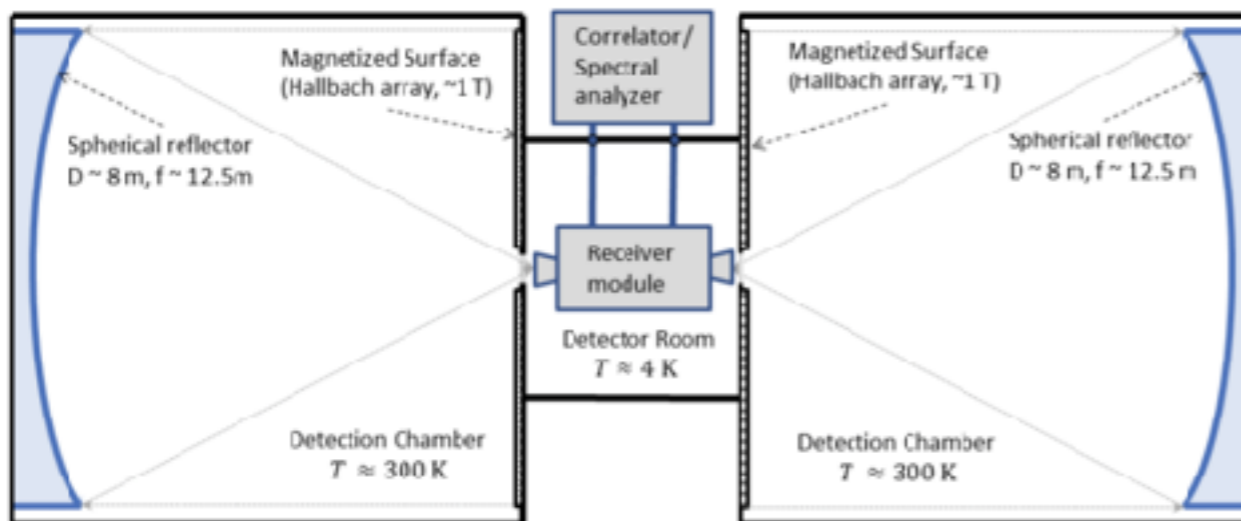 Magnetized Surface
(Hallbach array, ~1 T)
Spherical reflector
D ~ 8 m, f ~ 12.5m
Detection Chamber
T ≈ 300 K
Correlator/
Spectral
analyzer
Receiver
module
Detector Room
T ≈ 4 K
Magnetized Surface
(Hallbach array, ~1 T)
Spherical reflector
D ~ 8 m, f ~ 12.5 m
Detection Chamber
T ≈ 300 K